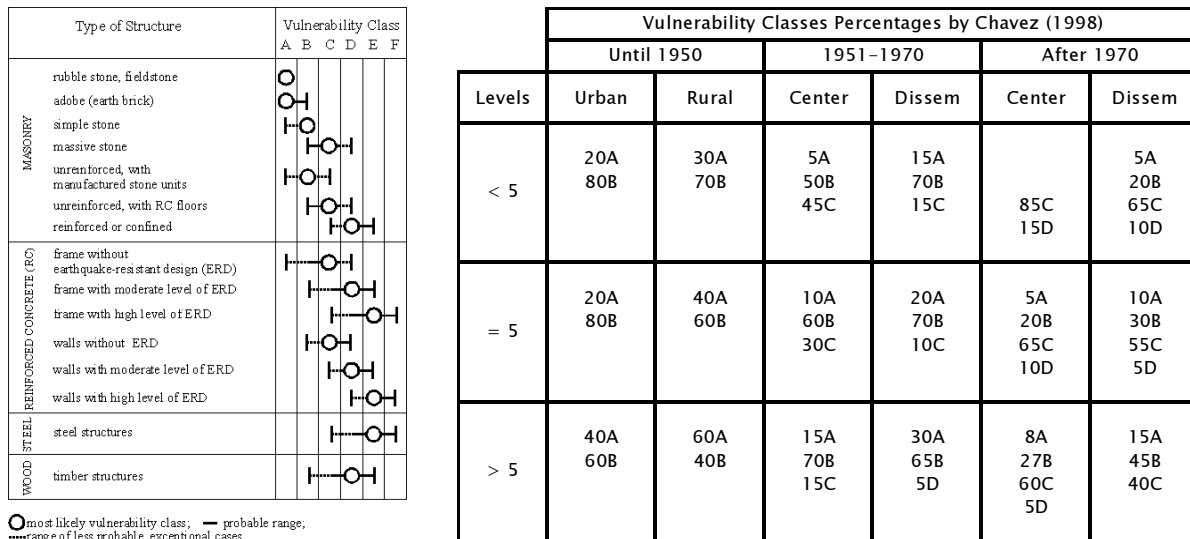 Type of Structure
Vulnerability Class
A B C D E F
MASONRY
rubble stone, fieldstone
adobe (earth brick)
simple stone
massive stone
unreinforced, with
manufactured stone units
unreinforced, with RC floors
reinforced or confined
REINFORCED CONCRETE (RC)
frame without
earthquake-resistant design (ERD)
frame with moderate level of ERD
frame with high level of ERD
walls without ERD
walls with moderate level of ERD
walls with high level of ERD
STEEL
steel structures
WOOD
timber structures
most likely vulnerability class; probable range;
range of less probable, exceptional cases
Vulnerability Classes Percentages by Chavez (1998)
Until 1950 1951-1970 After 1970
Levels Urban Rural Center Dissem Center Dissem
20A 30A 5A 15A 5A
80B 70B 50B 70B 20B
< 5
45C 15C 85C 65C
15D 10D
20A 40A 10A 20A 5A 10A
80B 60B 60B 70B 20B 30B
= 5
30C 10C 65C 55C
10D 5D
40A 60A 15A 30A 8A 15A
60B 40B 70B 65B 27B 45B
> 5
15C 5D 60C 40C
5D